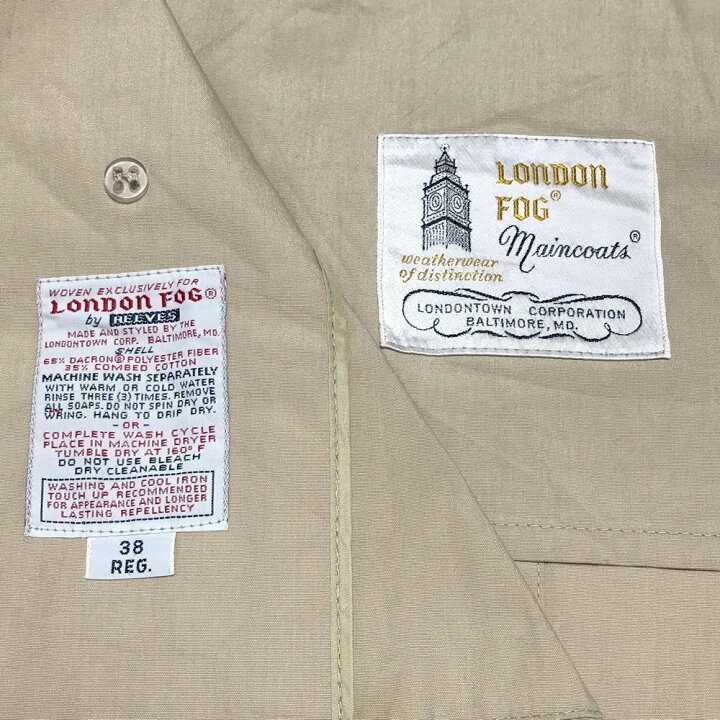 WOVEN EXCLUSIVELY FOR
LONDON FOG®
by REEVES
MADE AND STYLED BY THE
LONDONTOWN CORP. BALTIMORE, MD.
SHELL
65% DACRON® POLYESTER FIBER
35% COMBED COTTON
MACHINE WASH SEPARATELY
WITH WARM OR COLD WATER
RINSE THREE (3) TIMES. REMOVE
ALL SOAPS. DO NOT SPIN DRY OR
WRING. HANG TO DRIP DRY.
-OR-
COMPLETE WASH CYCLE
PLACE IN MACHINE DRYER
TUMBLE DRY AT 160° F
DO NOT USE BLEACH
DRY CLEANABLE
WASHING AND COOL IRON
TOUCH UP RECOMMENDED
FOR APPEARANCE AND LONGER
LASTING REPELLENCY
38
REG.
LONDON
FOG®
Maincoats®
weatherwear
of distinction
LONDONTOWN CORPORATION
BALTIMORE, MD.